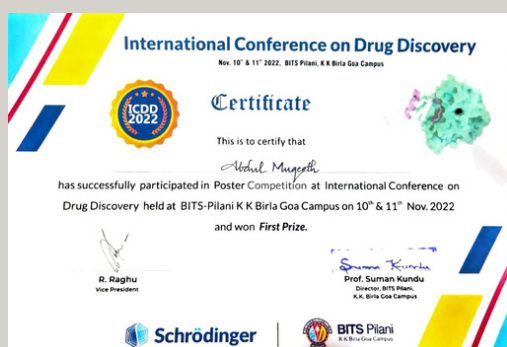 International Conference on Drug Discovery
Nov. 10th & 11th 2022, BITS Pilani, K K Birla Goa Campus
ICDD
2022
Certificate
This is to certify that
Abdul Muqeeth
has successfully participated in Poster Competition at International Conference on
Drug Discovery held at BITS-Pilani K K Birla Goa Campus on 10th & 11th Nov. 2022
and won First Prize.
R. Raghu
Vice President
Suman Kundu
Prof. Suman Kundu
Director, BITS Pilani,
K.K. Birla Goa Campus
Schrödinger
BITS Pilani
K K Birla Goa Campus